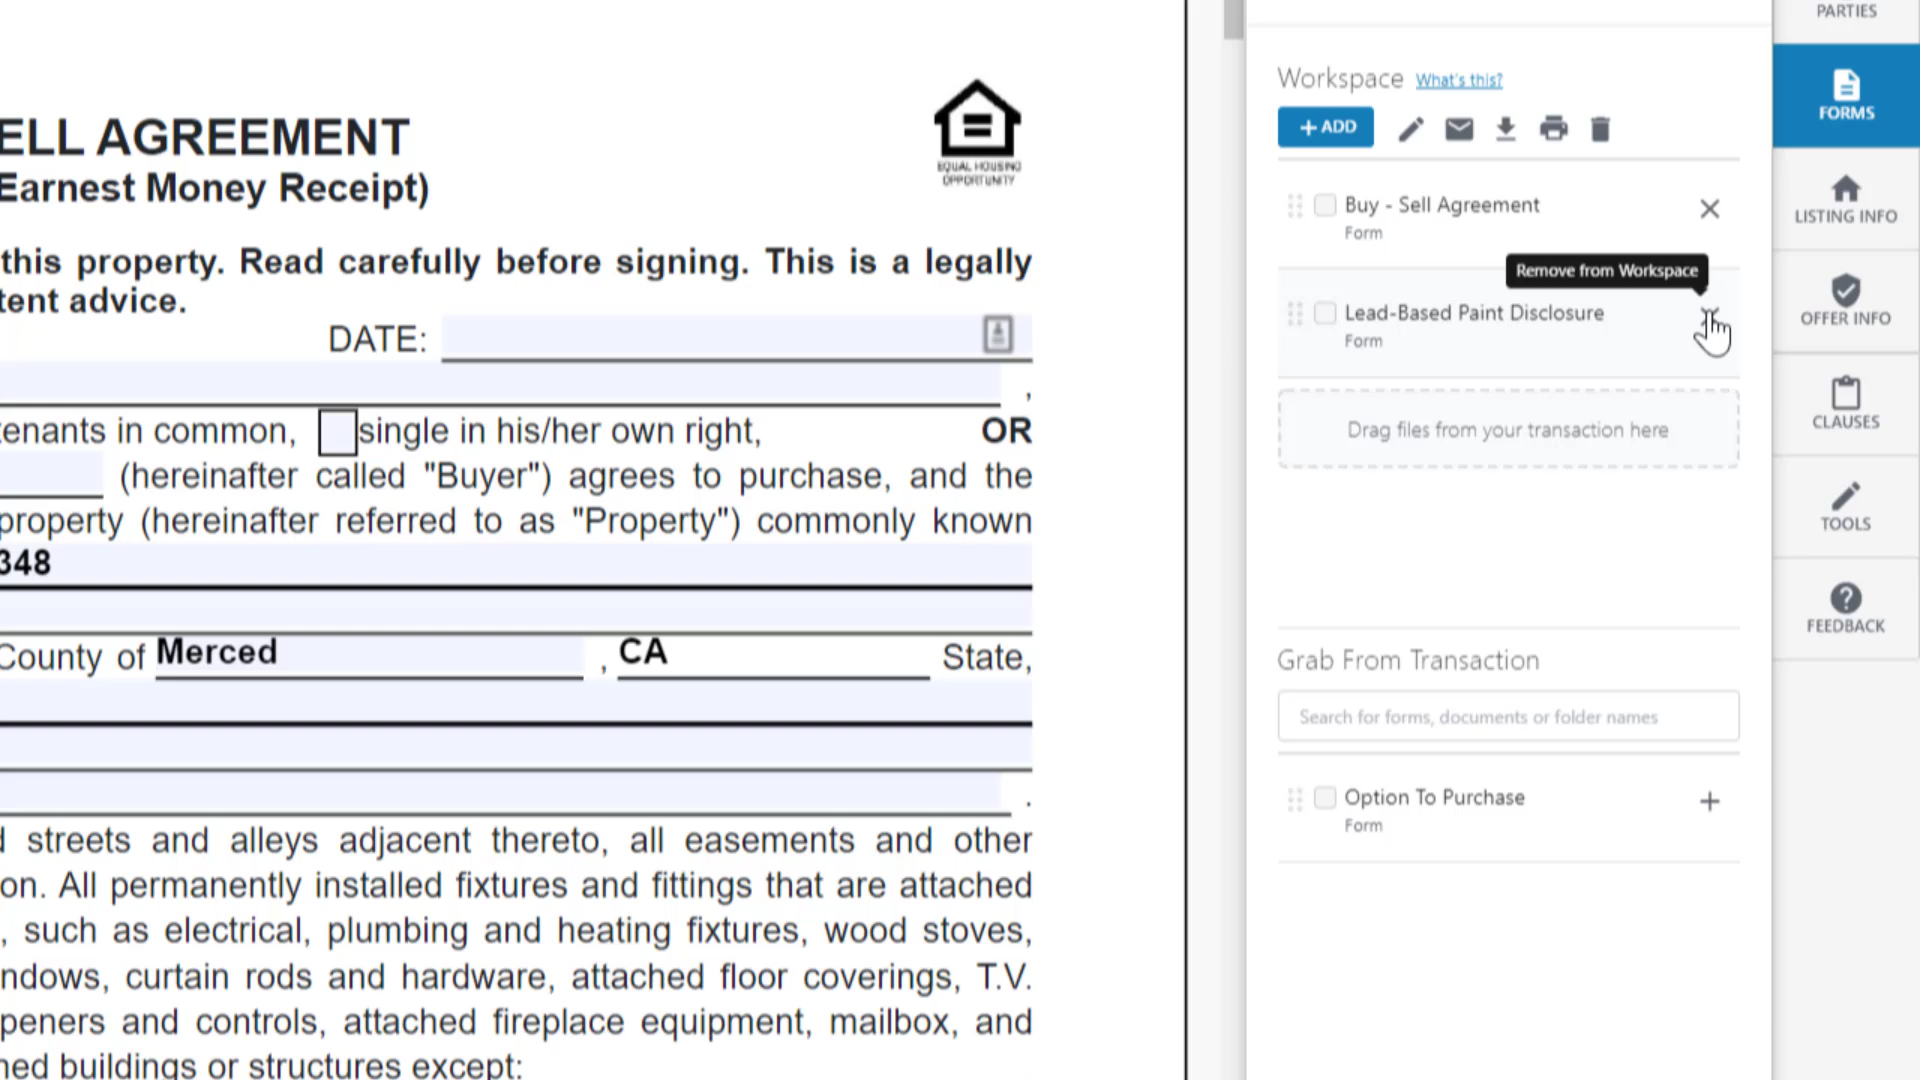 ELL AGREEMENT
Earnest Money Receipt)
EQUAL HOUSING
OPPORTUNITY
this property. Read carefully before signing. This is a legally
tent advice.
DATE:
,
tenants in common, single in his/her own right, OR
(hereinafter called "Buyer") agrees to purchase, and the
property (hereinafter referred to as "Property") commonly known
348
County of Merced , CA State,
.
d streets and alleys adjacent thereto, all easements and other
on. All permanently installed fixtures and fittings that are attached
, such as electrical, plumbing and heating fixtures, wood stoves,
ndows, curtain rods and hardware, attached floor coverings, T.V.
peners and controls, attached fireplace equipment, mailbox, and
hed buildings or structures except:
Workspace What's this?
+ ADD
Buy - Sell Agreement
Form
Remove from Workspace
Lead-Based Paint Disclosure
Form
Drag files from your transaction here
Grab From Transaction
Search for forms, documents or folder names
Option To Purchase
Form
PARTIES
FORMS
LISTING INFO
OFFER INFO
CLAUSES
TOOLS
FEEDBACK